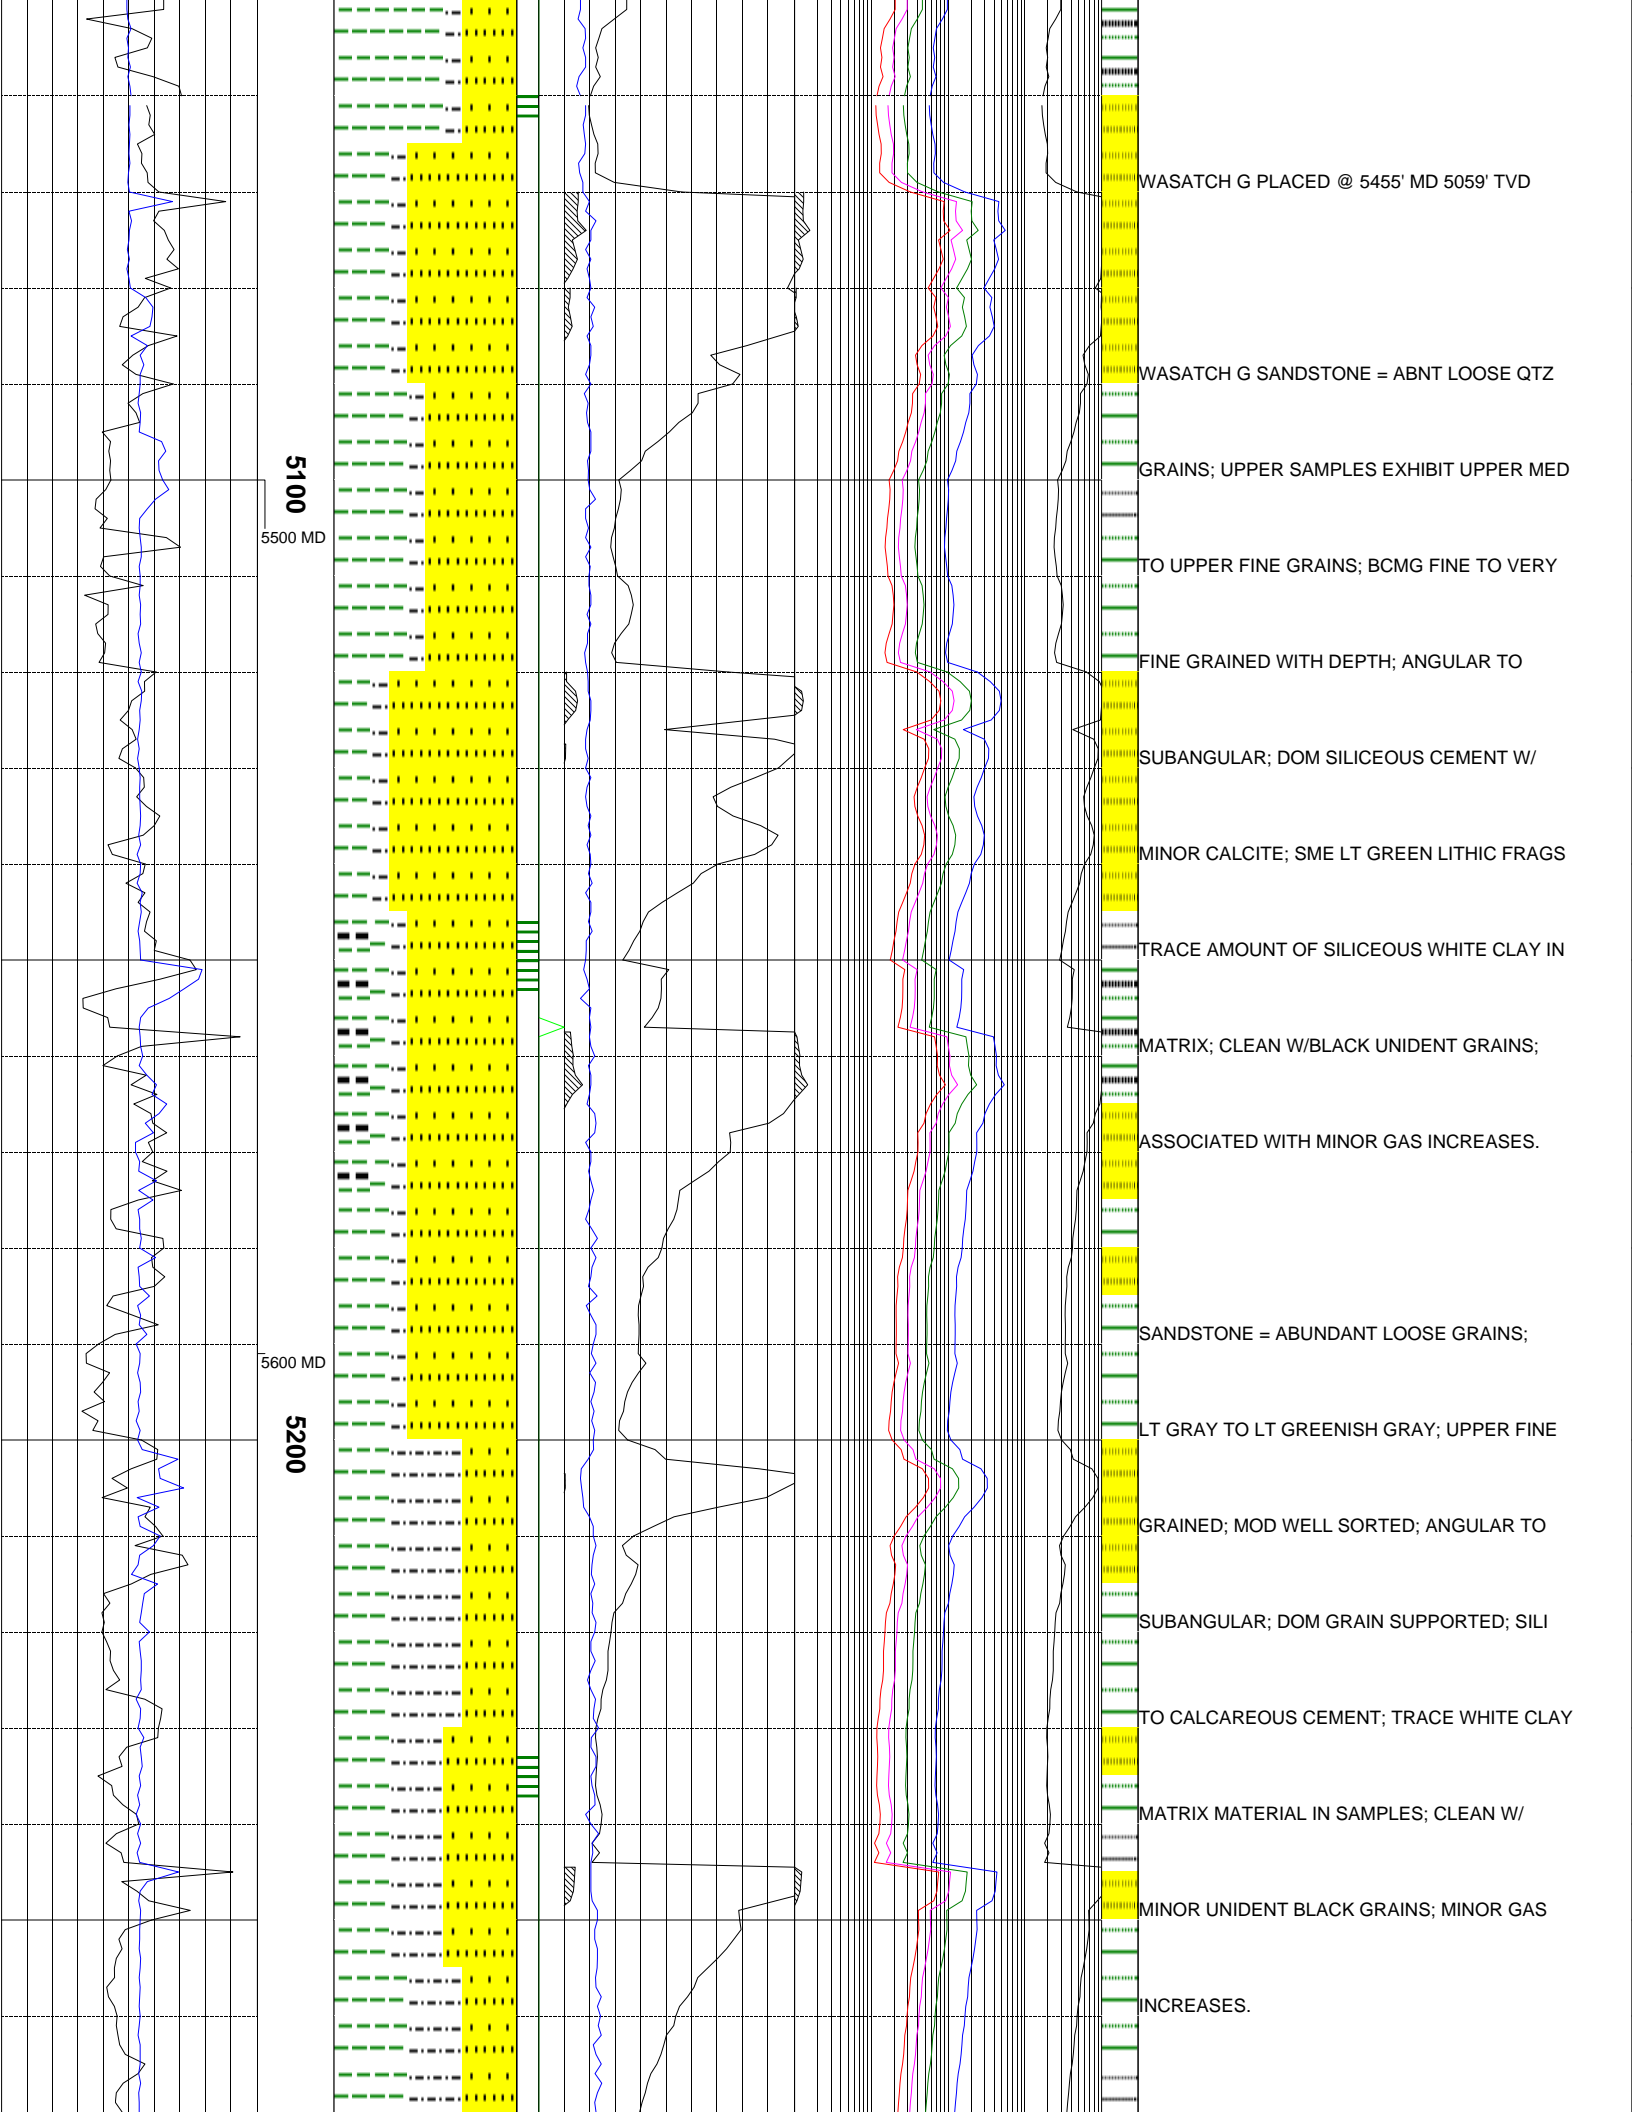 WASATCH G PLACED @ 5455' MD 5059' TVD
WASATCH G SANDSTONE = ABNT LOOSE QTZ
GRAINS; UPPER SAMPLES EXHIBIT UPPER MED
5100
5500 MD
TO UPPER FINE GRAINS; BCMG FINE TO VERY
FINE GRAINED WITH DEPTH; ANGULAR TO
SUBANGULAR; DOM SILICEOUS CEMENT W/
MINOR CALCITE; SME LT GREEN LITHIC FRAGS
TRACE AMOUNT OF SILICEOUS WHITE CLAY IN
MATRIX; CLEAN W/BLACK UNIDENT GRAINS;
ASSOCIATED WITH MINOR GAS INCREASES.
SANDSTONE = ABUNDANT LOOSE GRAINS;
5600 MD
5200
LT GRAY TO LT GREENISH GRAY; UPPER FINE
GRAINED; MOD WELL SORTED; ANGULAR TO
SUBANGULAR; DOM GRAIN SUPPORTED; SILI
TO CALCAREOUS CEMENT; TRACE WHITE CLAY
MATRIX MATERIAL IN SAMPLES; CLEAN W/
MINOR UNIDENT BLACK GRAINS; MINOR GAS
INCREASES.